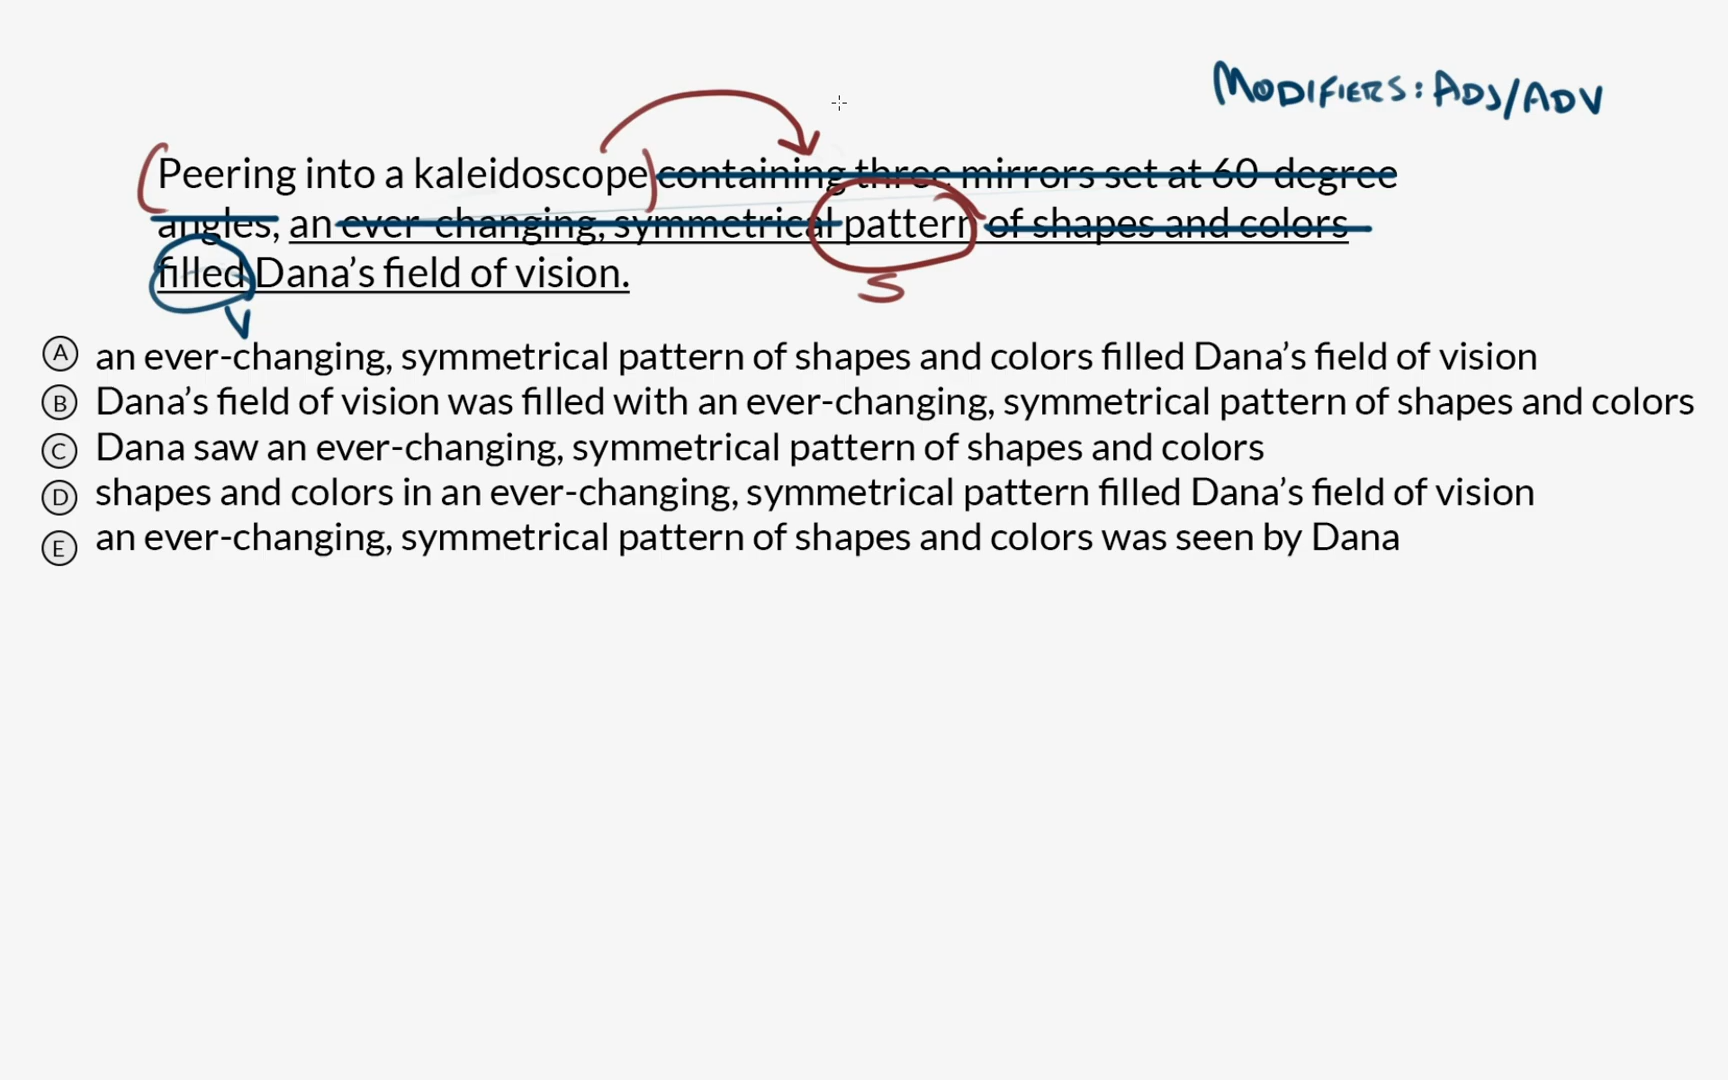 MODIFIERS: ADJ/ADV
Peering into a kaleidoscope containing three mirrors set at 60-degree
angles, an ever-changing, symmetrical pattern of shapes and colors
filled Dana’s field of vision.
S
V
A an ever-changing, symmetrical pattern of shapes and colors filled Dana’s field of vision
B Dana’s field of vision was filled with an ever-changing, symmetrical pattern of shapes and colors
C Dana saw an ever-changing, symmetrical pattern of shapes and colors
D shapes and colors in an ever-changing, symmetrical pattern filled Dana’s field of vision
E an ever-changing, symmetrical pattern of shapes and colors was seen by Dana